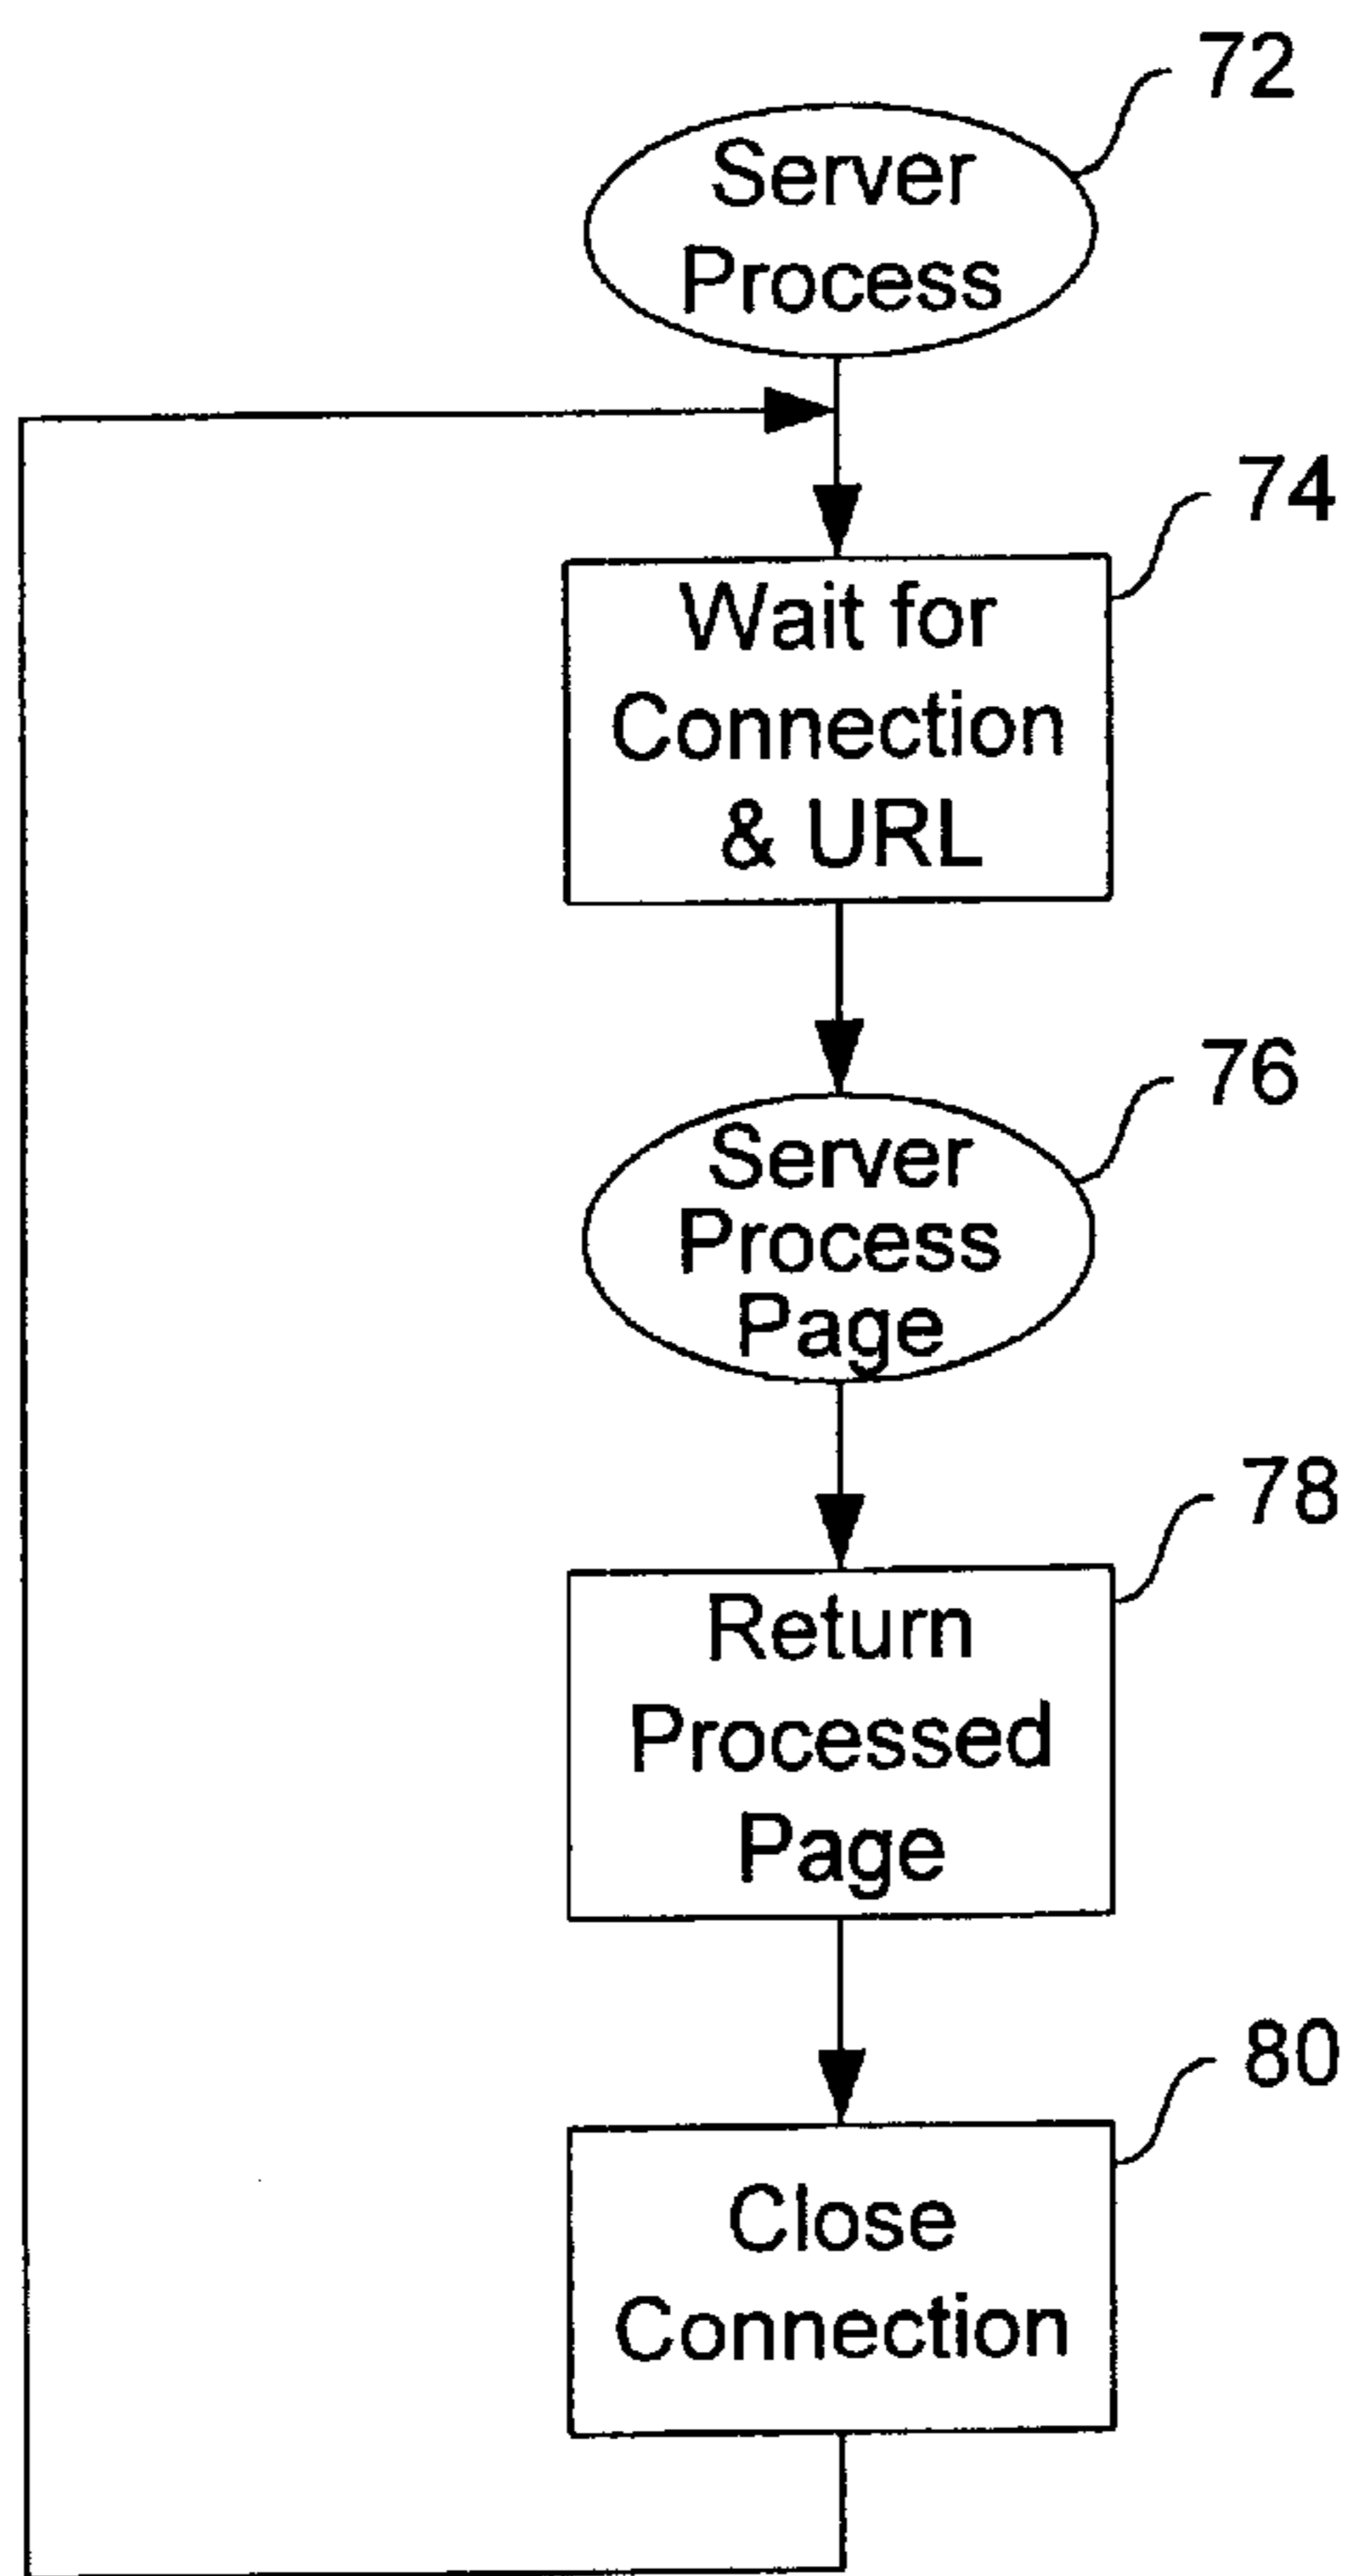 72
Server
Process
74
Wait for
Connection
& URL
76
Server
Process
Page
78
Return
Processed
Page
80
Close
Connection